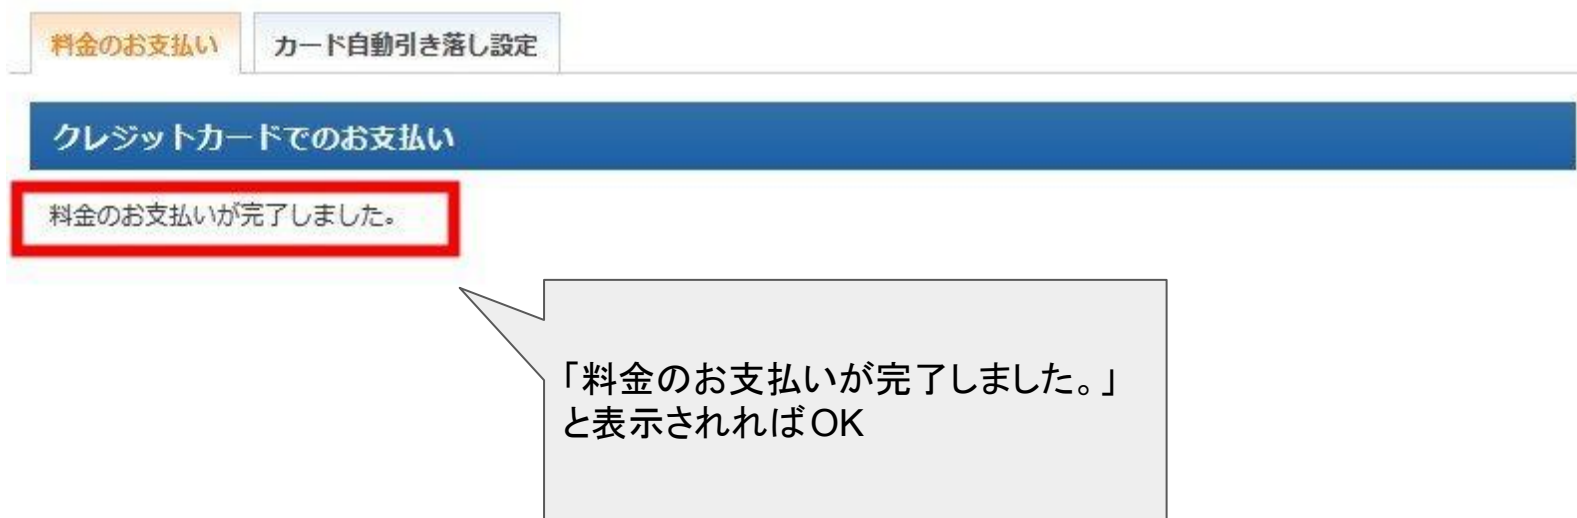 料金のお支払い
カード自動引き落し設定
クレジットカードでのお支払い
料金のお支払いが完了しました。
「料金のお支払いが完了しました。」
と表示されればOK